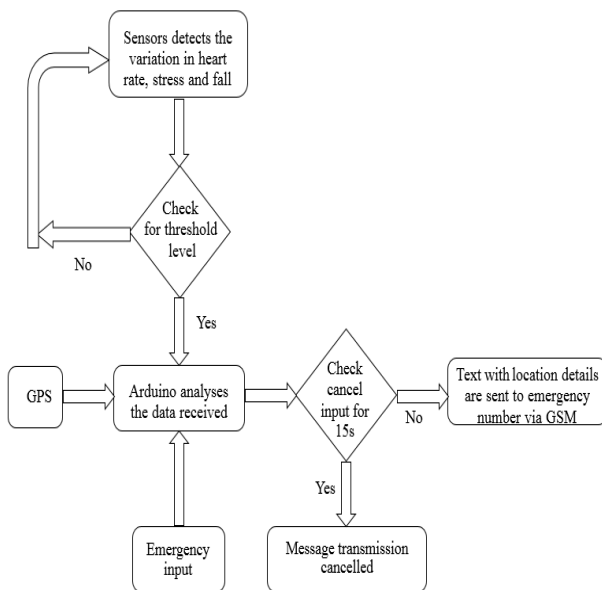 Sensors detects the
variation in heart
rate, stress and fall
Check
for threshold
level
No
Yes
GPS
Arduino analyses
the data received
Check
cancel
input for
15s
No
Text with location details
are sent to emergency
number via GSM
Yes
Emergency
input
Message transmission
cancelled